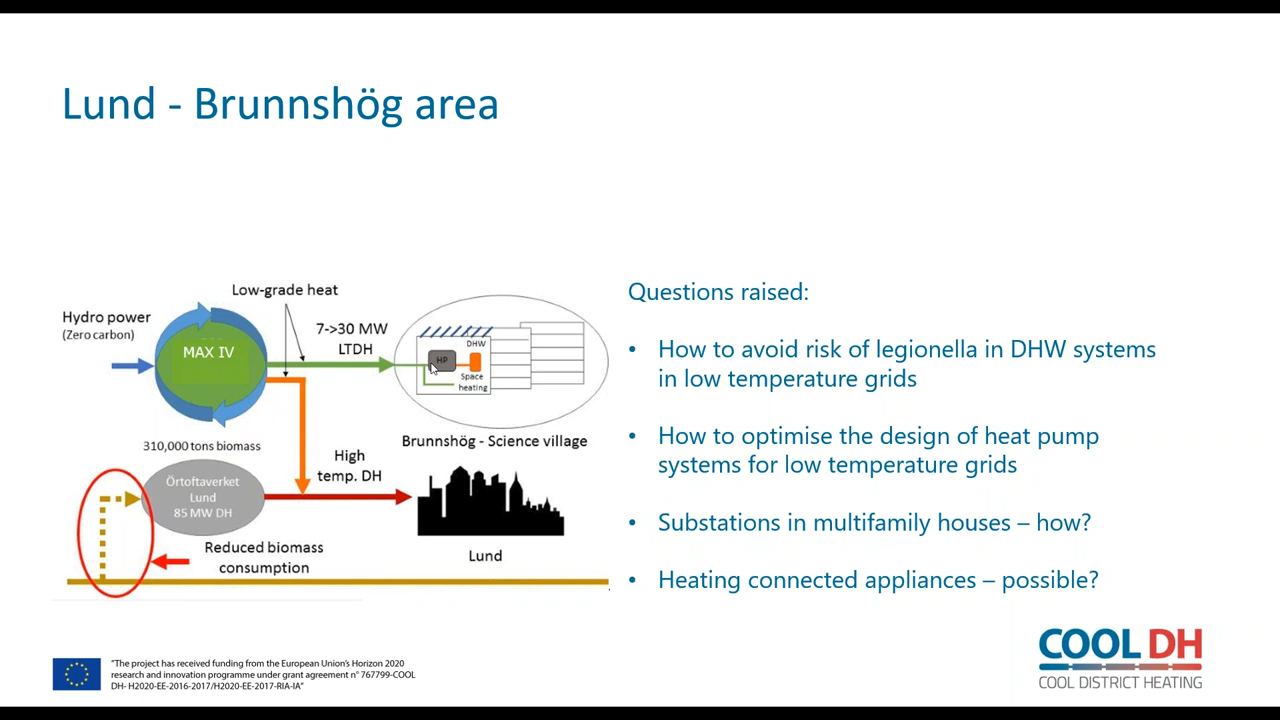 Lund - Brunnshög area
Low-grade heat
Hydro power
(Zero carbon)
7->30 MW
LTDH
MAX IV
DHW
HP
Space
heating
Brunnshög - Science village
310,000 tons biomass
High
temp. DH
Örtoftaverket
Lund
85 MW DH
Reduced biomass
consumption
Lund
Questions raised:
• How to avoid risk of legionella in DHW systems
in low temperature grids
• How to optimise the design of heat pump
systems for low temperature grids
• Substations in multifamily houses – how?
• Heating connected appliances – possible?
"The project has received funding from the European Union's Horizon 2020
research and innovation programme under grant agreement n° 767799-COOL
DH- H2020-EE-2016-2017/H2020-EE-2017-RIA-IA"
COOL DH
COOL DISTRICT HEATING